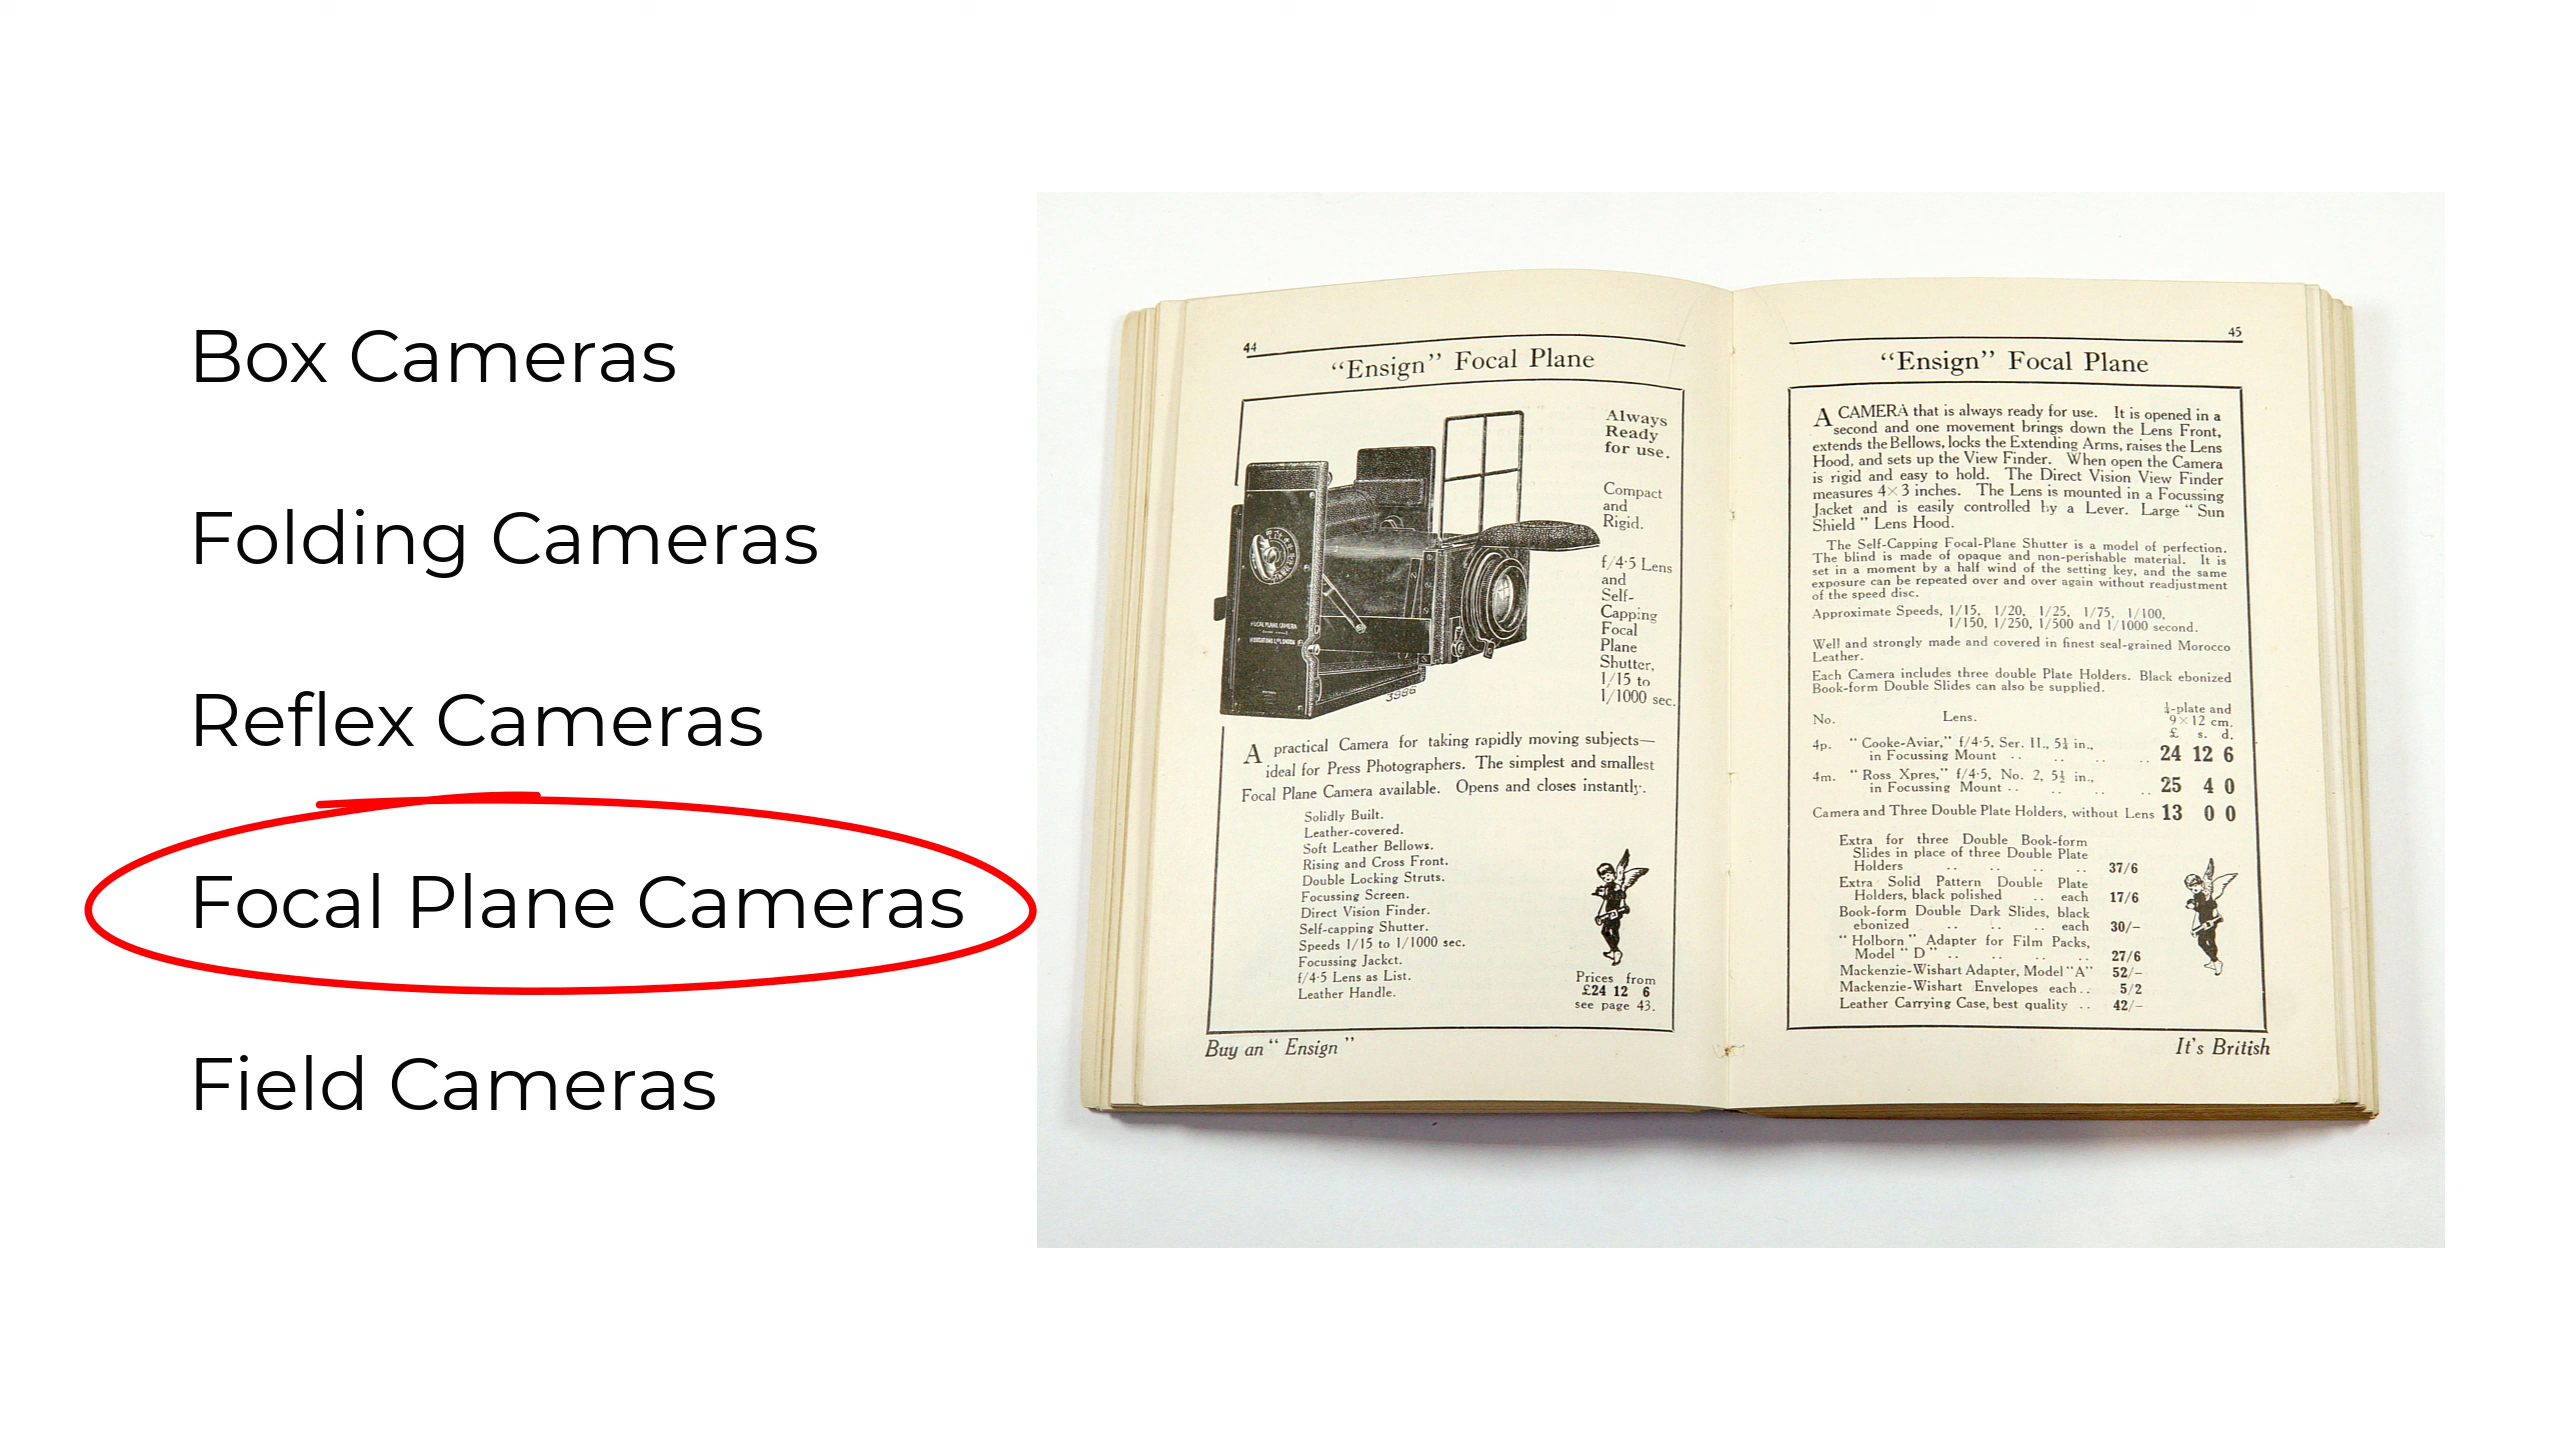 Box Cameras
Folding Cameras
Reflex Cameras
Focal Plane Cameras
Field Cameras
44
"Ensign" Focal Plane
Always
Ready
for use.
Compact
and
Rigid.
f/4·5 Lens
and
Self-
Capping
Focal
Plane
Shutter,
1/15 to
1/1000 sec.
FOCAL PLANE CAMERA
3986
A practical Camera for taking rapidly moving subjects—
ideal for Press Photographers. The simplest and smallest
Focal Plane Camera available. Opens and closes instantly.
Solidly Built.
Leather-covered.
Soft Leather Bellows.
Rising and Cross Front.
Double Locking Struts.
Focussing Screen.
Direct Vision Finder.
Self-capping Shutter.
Speeds 1/15 to 1/1000 sec.
Focussing Jacket.
f/4·5 Lens as List.
Leather Handle.
Prices from
£24 12 6
see page 43.
Buy an "Ensign"
45
"Ensign" Focal Plane
A CAMERA that is always ready for use. It is opened in a
second and one movement brings down the Lens Front,
extends the Bellows, locks the Extending Arms, raises the Lens
Hood, and sets up the View Finder. When open the Camera
is rigid and easy to hold. The Direct Vision View Finder
measures 4×3 inches. The Lens is mounted in a Focussing
Jacket and is easily controlled by a Lever. Large "Sun
Shield" Lens Hood.
The Self-Capping Focal-Plane Shutter is a model of perfection.
The blind is made of opaque and non-perishable material. It is
set in a moment by a half wind of the setting key, and the same
exposure can be repeated over and over again without readjustment
of the speed disc.
Approximate Speeds, 1/15, 1/20, 1/25, 1/75, 1/100,
1/150, 1/250, 1/500 and 1/1000 second.
Well and strongly made and covered in finest seal-grained Morocco
Leather.
Each Camera includes three double Plate Holders. Black ebonized
Book-form Double Slides can also be supplied.
¼-plate and
No. Lens. 9×12 cm.
£ s. d.
4p. "Cooke-Aviar," f/4·5, Ser. II., 5¼ in.,
in Focussing Mount .. .. .. .. 24 12 6
4m. "Ross Xpres," f/4·5, No. 2, 5½ in.,
in Focussing Mount .. .. .. .. 25 4 0
Camera and Three Double Plate Holders, without Lens 13 0 0
Extra for three Double Book-form
Slides in place of three Double Plate
Holders .. .. .. .. 37/6
Extra Solid Pattern Double Plate
Holders, black polished .. each 17/6
Book-form Double Dark Slides, black
ebonized .. .. .. each 30/-
"Holborn" Adapter for Film Packs,
Model "D" .. .. .. .. 27/6
Mackenzie-Wishart Adapter, Model "A" 52/-
Mackenzie-Wishart Envelopes each .. 5/2
Leather Carrying Case, best quality .. 42/-
It's British